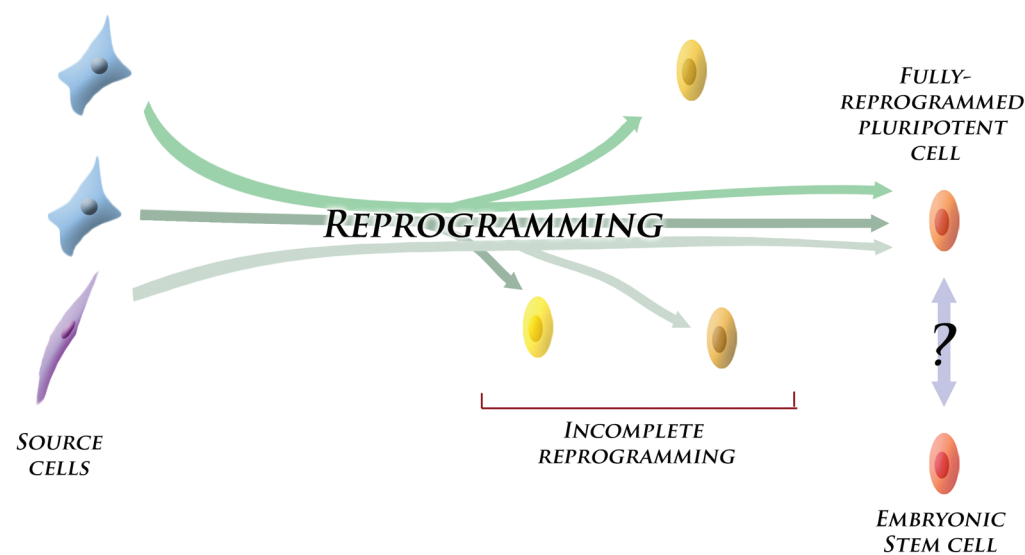 FULLY-
REPROGRAMMED
PLURIPOTENT
CELL
REPROGRAMMING
?
SOURCE
CELLS
INCOMPLETE
REPROGRAMMING
EMBRYONIC
STEM CELL